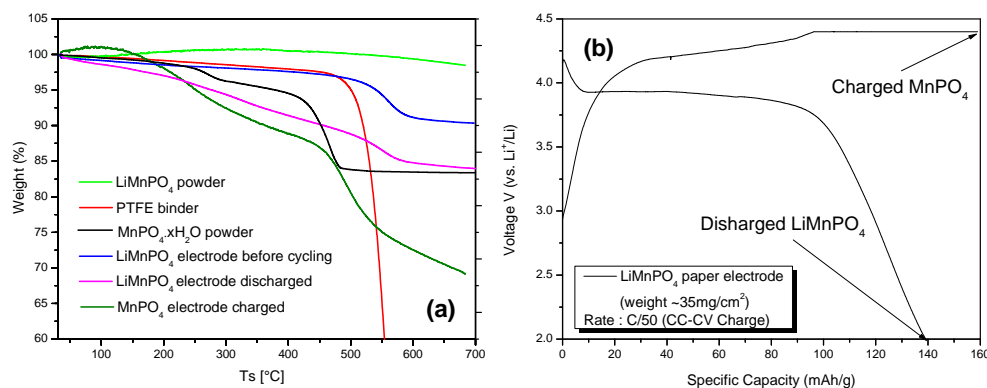 105
100
95
90
85
80
75
70
65
60
Weight (%)
LiMnPO4 powder
PTFE binder
MnPO4.xH2O powder
LiMnPO4 electrode before cycling
LiMnPO4 electrode discharged
MnPO4 electrode charged
(a)
100 200 300 400 500 600 700
Ts [°C]
4.5
4.0
3.5
3.0
2.5
2.0
Voltage V (vs. Li+/Li)
(b)
Charged MnPO4
Disharged LiMnPO4
LiMnPO4 paper electrode
(weight ~35mg/cm2)
Rate : C/50 (CC-CV Charge)
0 20 40 60 80 100 120 140 160
Specific Capacity (mAh/g)